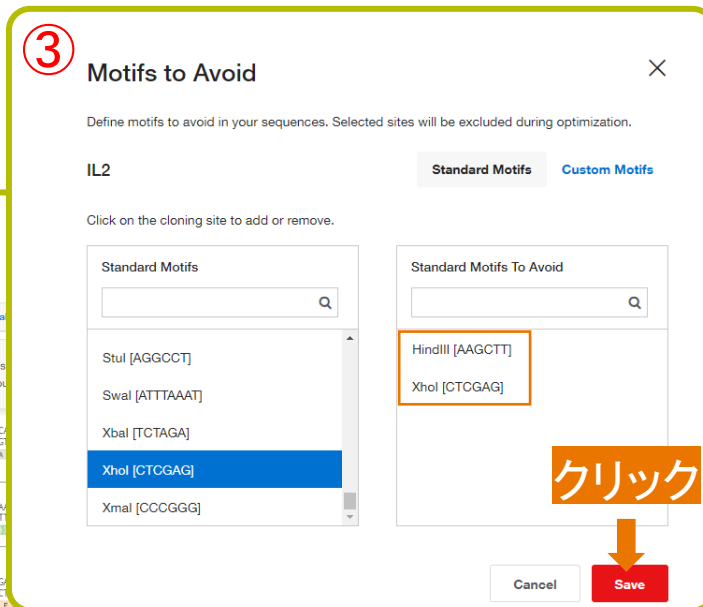 ③
Motifs to Avoid
Define motifs to avoid in your sequences. Selected sites will be excluded during optimization.
IL2
Standard Motifs Custom Motifs
Click on the cloning site to add or remove.
Standard Motifs
StuI [AGGCCT]
SwaI [ATTTAAAT]
XbaI [TCTAGA]
XhoI [CTCGAG]
XmaI [CCCGGG]
Standard Motifs To Avoid
HindIII [AAGCTT]
XhoI [CTCGAG]
クリック
Cancel Save